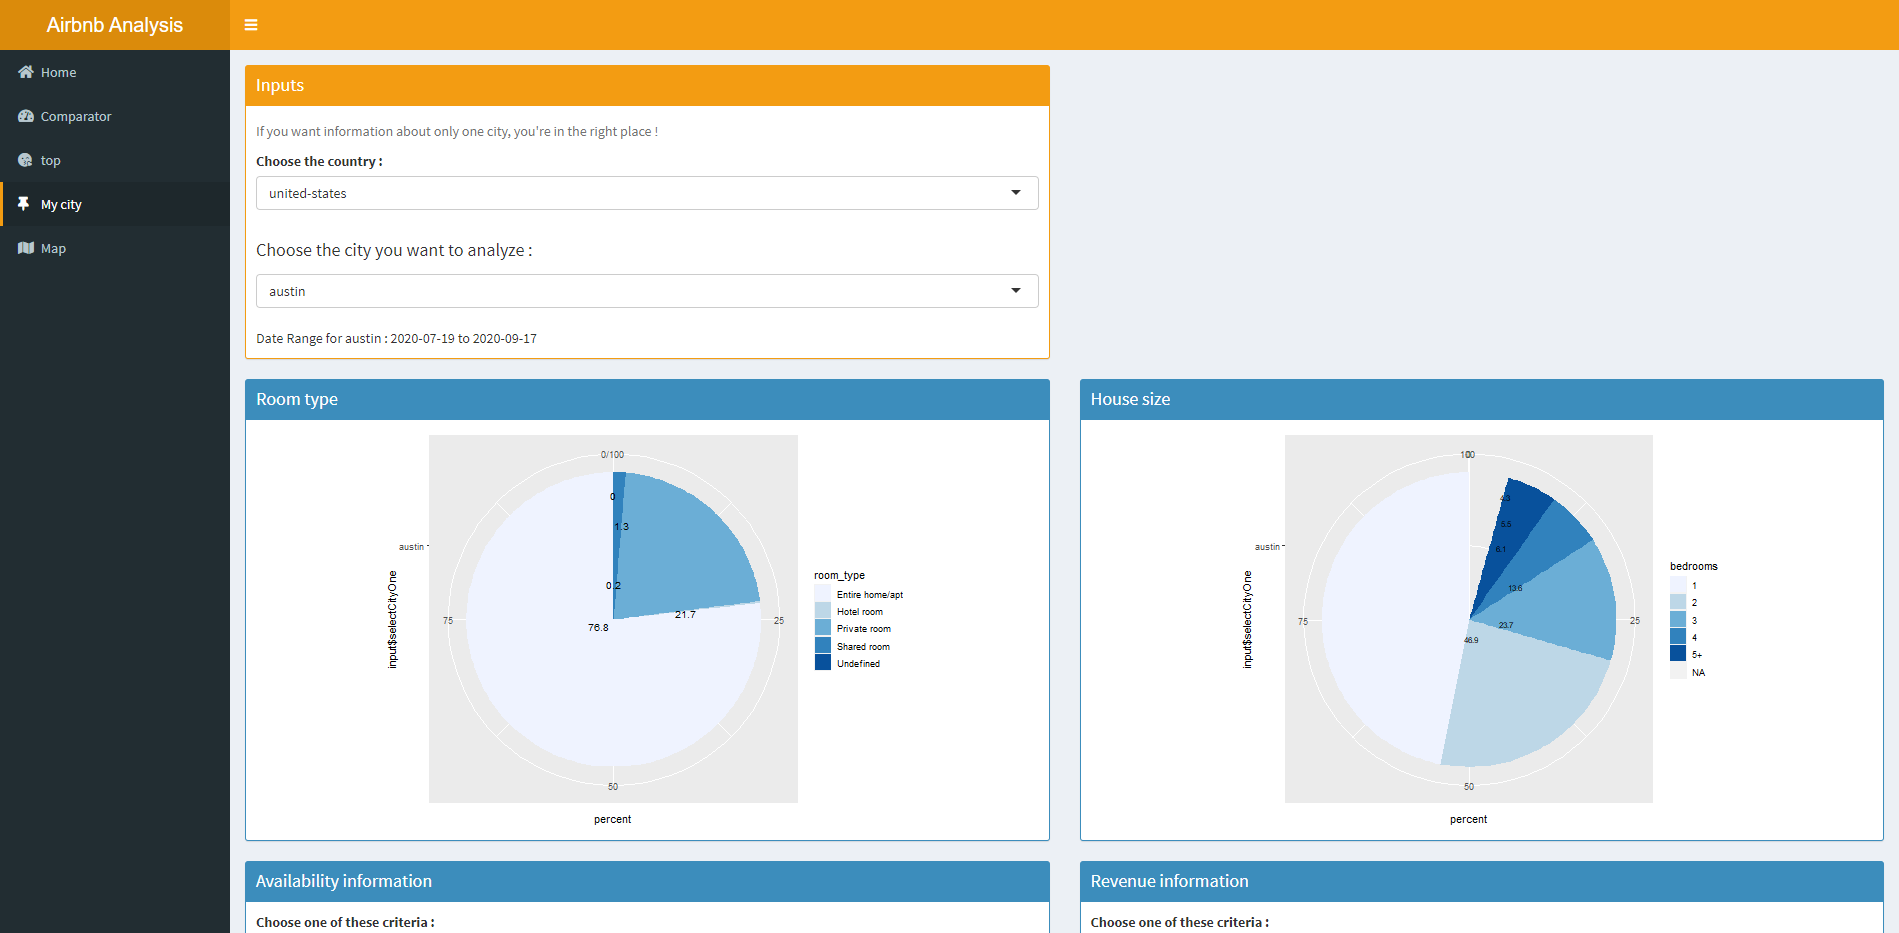 Airbnb Analysis
Home
Comparator
top
My city
Map
Inputs
If you want information about only one city, you're in the right place !
Choose the country :
united-states
Choose the city you want to analyze :
austin
Date Range for austin : 2020-07-19 to 2020-09-17
Room type
0/100
0
1.3
austin
0.2
21.7
76.8
75
25
50
input$selectCityOne
percent
room_type
Entire home/apt
Hotel room
Private room
Shared room
Undefined
House size
4.3
5.5
6.1
austin
13.6
23.7
46.9
75
25
50
input$selectCityOne
percent
bedrooms
1
2
3
4
5+
NA
Availability information
Choose one of these criteria :
Revenue information
Choose one of these criteria :